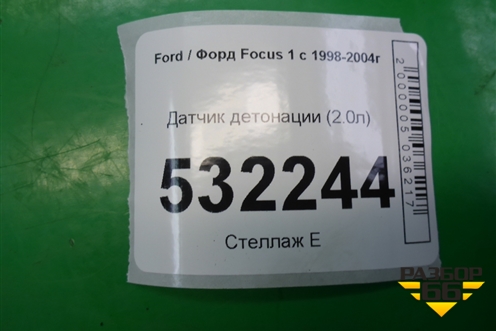 Ford / Форд Focus 1 с 1998-2004г
Датчик детонации (2.0л)
532244
Стеллаж Е
2000005036217
РАЗБОР
66